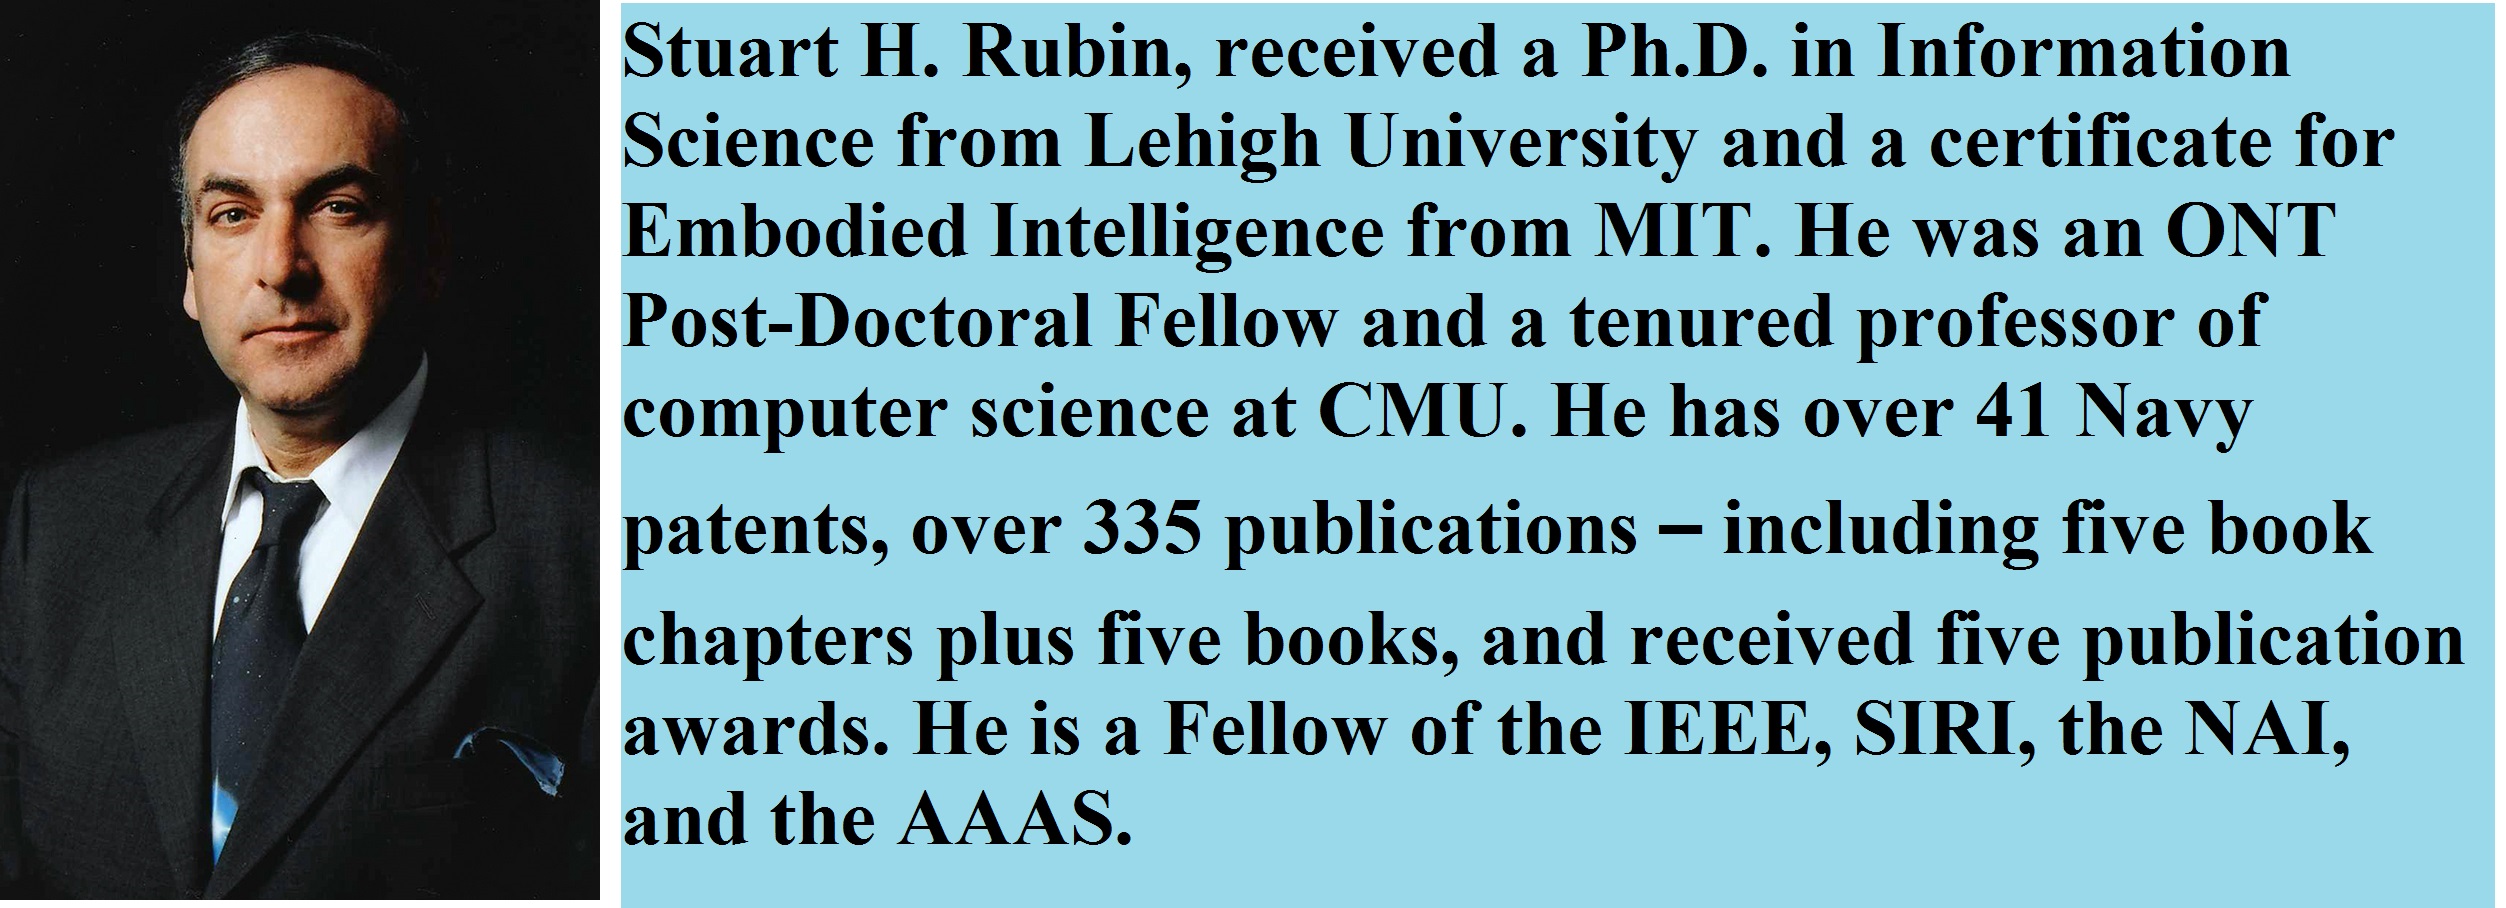 Stuart H. Rubin, received a Ph.D. in Information
Science from Lehigh University and a certificate for
Embodied Intelligence from MIT. He was an ONT
Post-Doctoral Fellow and a tenured professor of
computer science at CMU. He has over 41 Navy
patents, over 335 publications – including five book
chapters plus five books, and received five publication
awards. He is a Fellow of the IEEE, SIRI, the NAI,
and the AAAS.